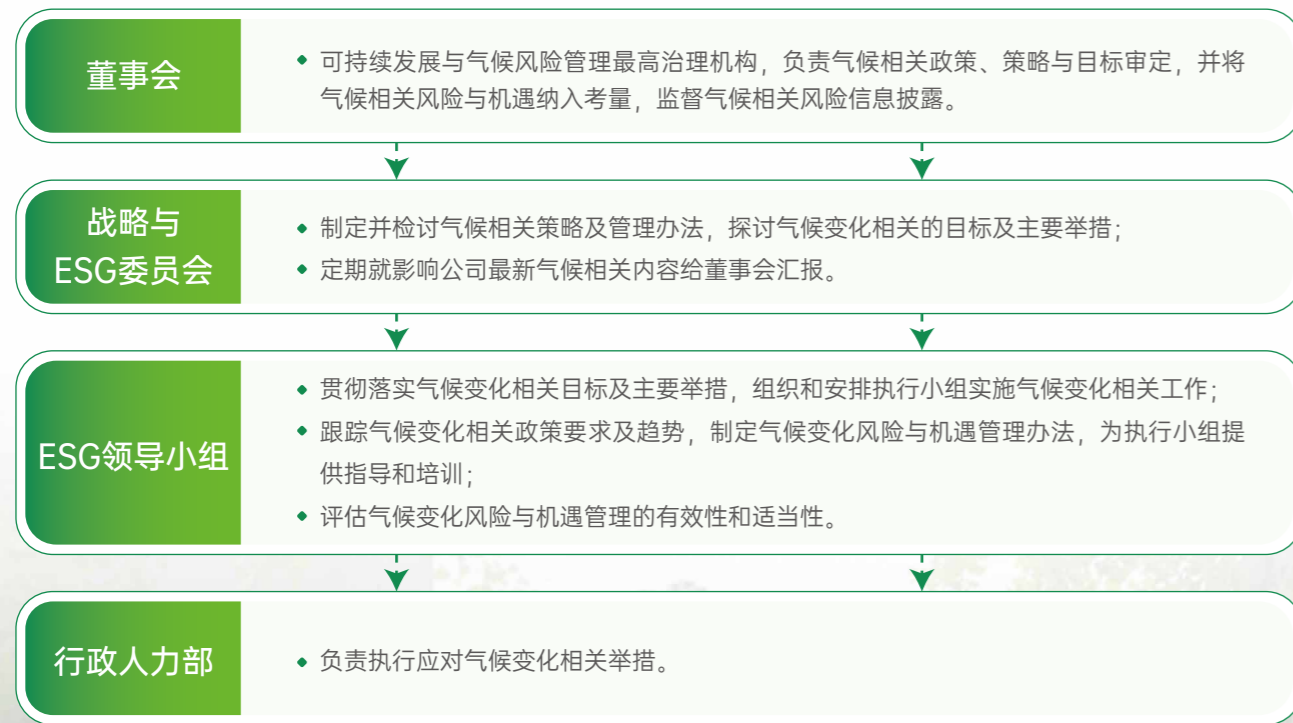 董事会
• 可持续发展与气候风险管理最高治理机构，负责气候相关政策、策略与目标审定，并将
气候相关风险与机遇纳入考量，监督气候相关风险信息披露。
战略与
ESG委员会
• 制定并检讨气候相关策略及管理办法，探讨气候变化相关的目标及主要举措；
• 定期就影响公司最新气候相关内容给董事会汇报。
ESG领导小组
• 贯彻落实气候变化相关目标及主要举措，组织和安排执行小组实施气候变化相关工作；
• 跟踪气候变化相关政策要求及趋势，制定气候变化风险与机遇管理办法，为执行小组提
供指导和培训；
• 评估气候变化风险与机遇管理的有效性和适当性。
行政人力部
• 负责执行应对气候变化相关举措。